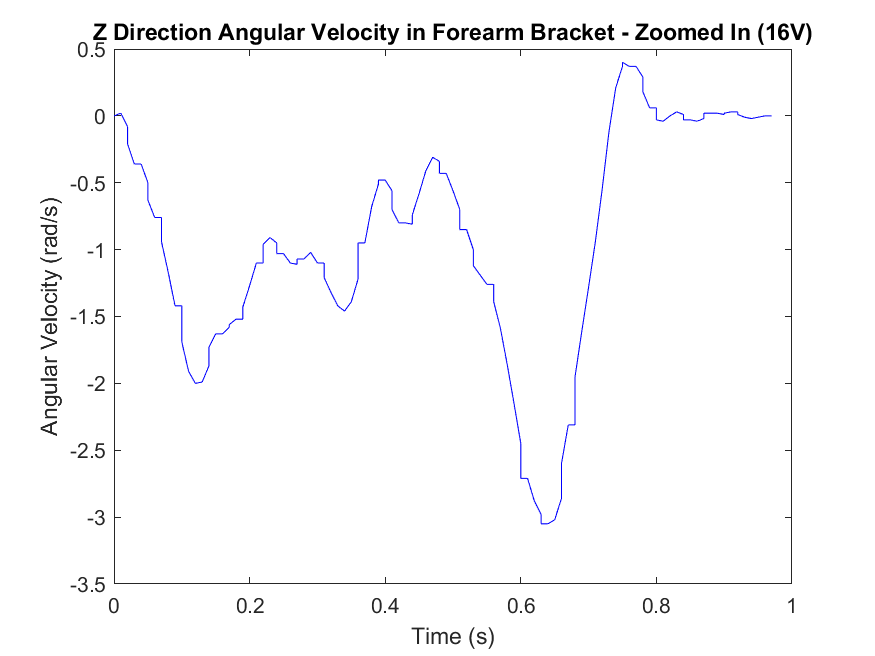 Z Direction Angular Velocity in Forearm Bracket - Zoomed In (16V)
0.5
0
-0.5
-1
-1.5
-2
-2.5
-3
-3.5
Angular Velocity (rad/s)
0 0.2 0.4 0.6 0.8 1
Time (s)